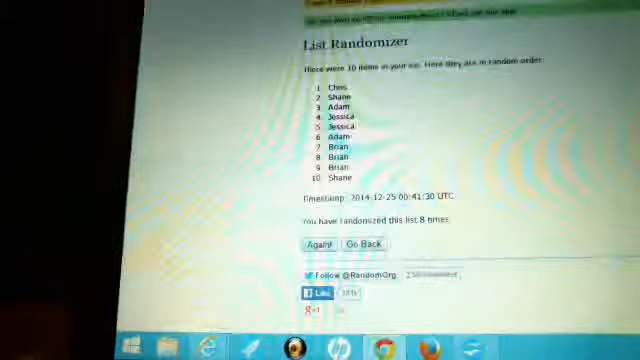 List Randomizer
There were 10 items in your list. Here they are in random order:
1 Chris
2 Shane
3 Adam
4 Jessica
5 Jessica
6 Adam
7 Brian
8 Brian
9 Brian
10 Shane
Timestamp: 2014-12-25 00:41:30 UTC
You have randomized this list 8 times
Again! Go Back
Follow @RandomOrg
Like
g+1
hp